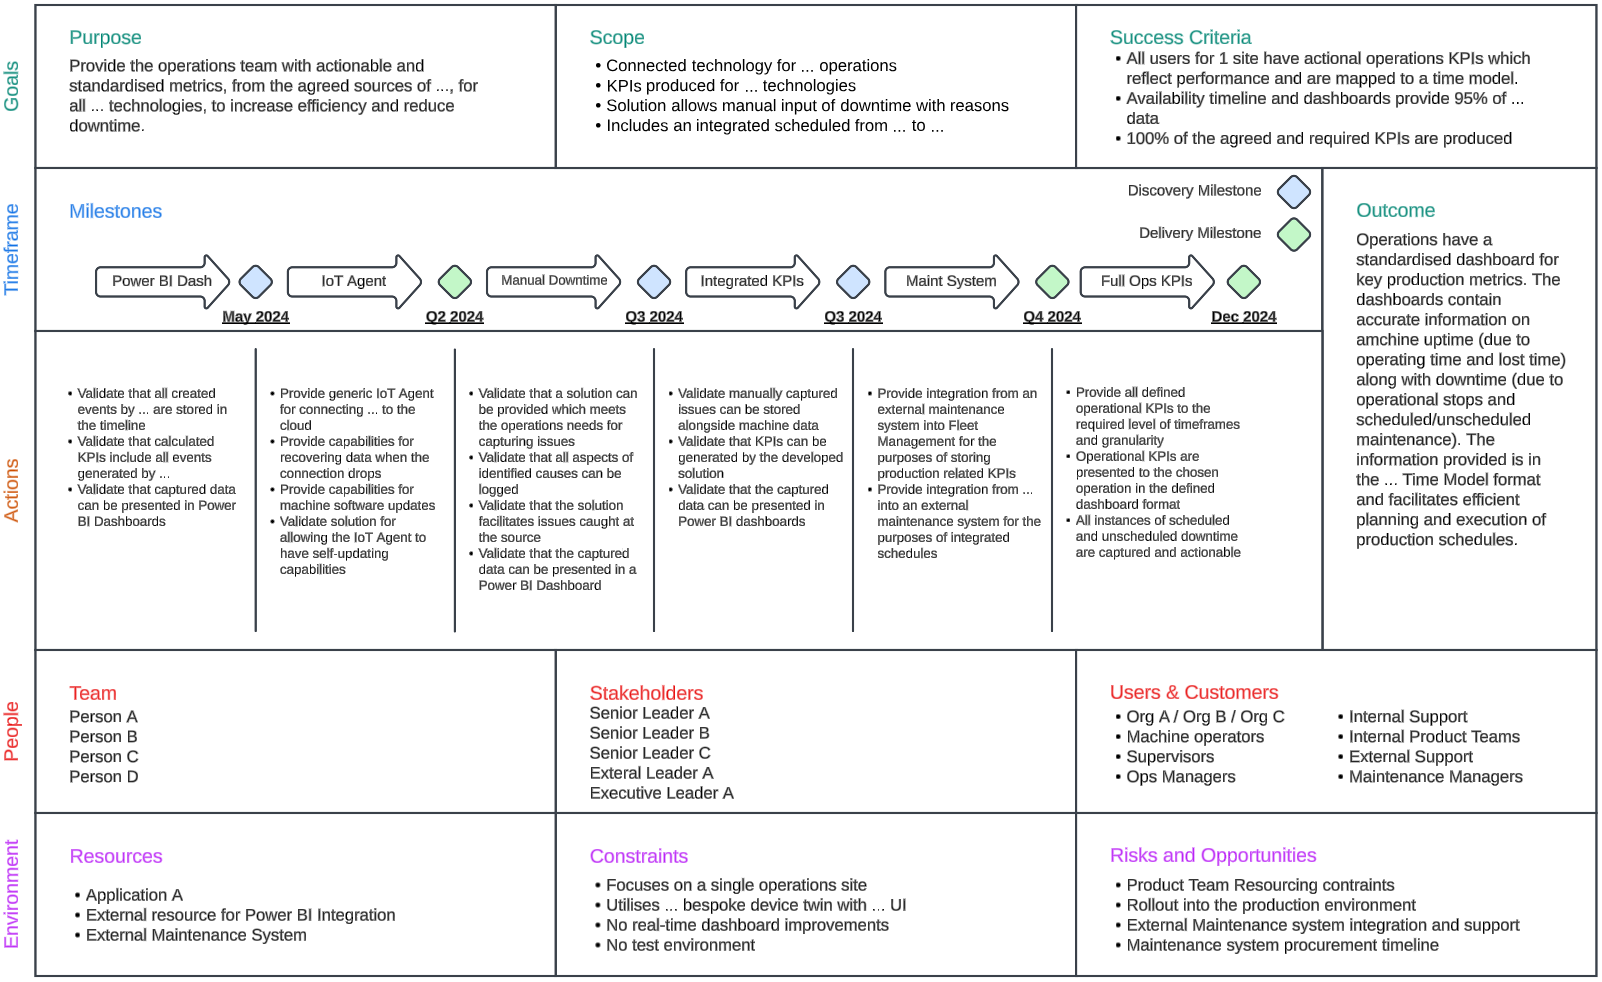 Goals
Purpose
Provide the operations team with actionable and
standardised metrics, from the agreed sources of ..., for
all ... technologies, to increase efficiency and reduce
downtime.
Scope
• Connected technology for ... operations
• KPIs produced for ... technologies
• Solution allows manual input of downtime with reasons
• Includes an integrated scheduled from ... to ...
Success Criteria
• All users for 1 site have actional operations KPIs which
reflect performance and are mapped to a time model.
• Availability timeline and dashboards provide 95% of ...
data
• 100% of the agreed and required KPIs are produced
Timeframe
Milestones
Discovery Milestone
Delivery Milestone
Power BI Dash
IoT Agent
Manual Downtime
Integrated KPIs
Maint System
Full Ops KPIs
May 2024
Q2 2024
Q3 2024
Q3 2024
Q4 2024
Dec 2024
Outcome
Operations have a
standardised dashboard for
key production metrics. The
dashboards contain
accurate information on
amchine uptime (due to
operating time and lost time)
along with downtime (due to
operational stops and
scheduled/unscheduled
maintenance). The
information provided is in
the ... Time Model format
and facilitates efficient
planning and execution of
production schedules.
Actions
• Validate that all created
events by ... are stored in
the timeline
• Validate that calculated
KPIs include all events
generated by ...
• Validate that captured data
can be presented in Power
BI Dashboards
• Provide generic IoT Agent
for connecting ... to the
cloud
• Provide capabilities for
recovering data when the
connection drops
• Provide capabilities for
machine software updates
• Validate solution for
allowing the IoT Agent to
have self-updating
capabilities
• Validate that a solution can
be provided which meets
the operations needs for
capturing issues
• Validate that all aspects of
identified causes can be
logged
• Validate that the solution
facilitates issues caught at
the source
• Validate that the captured
data can be presented in a
Power BI Dashboard
• Validate manually captured
issues can be stored
alongside machine data
• Validate that KPIs can be
generated by the developed
solution
• Validate that the captured
data can be presented in
Power BI dashboards
• Provide integration from an
external maintenance
system into Fleet
Management for the
purposes of storing
production related KPIs
• Provide integration from ...
into an external
maintenance system for the
purposes of integrated
schedules
• Provide all defined
operational KPIs to the
required level of timeframes
and granularity
• Operational KPIs are
presented to the chosen
operation in the defined
dashboard format
• All instances of scheduled
and unscheduled downtime
are captured and actionable
People
Team
Person A
Person B
Person C
Person D
Stakeholders
Senior Leader A
Senior Leader B
Senior Leader C
Exteral Leader A
Executive Leader A
Users & Customers
• Org A / Org B / Org C
• Machine operators
• Supervisors
• Ops Managers
• Internal Support
• Internal Product Teams
• External Support
• Maintenance Managers
Environment
Resources
• Application A
• External resource for Power BI Integration
• External Maintenance System
Constraints
• Focuses on a single operations site
• Utilises ... bespoke device twin with ... UI
• No real-time dashboard improvements
• No test environment
Risks and Opportunities
• Product Team Resourcing contraints
• Rollout into the production environment
• External Maintenance system integration and support
• Maintenance system procurement timeline